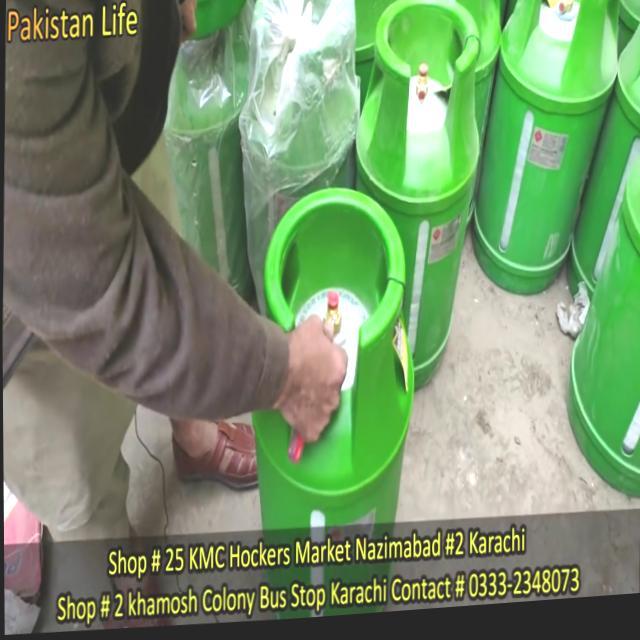 Pakistan Life
Shop # 25 KMC Hockers Market Nazimabad #2 Karachi
Shop # 2 khamosh Colony Bus Stop Karachi Contact # 0333-2348073